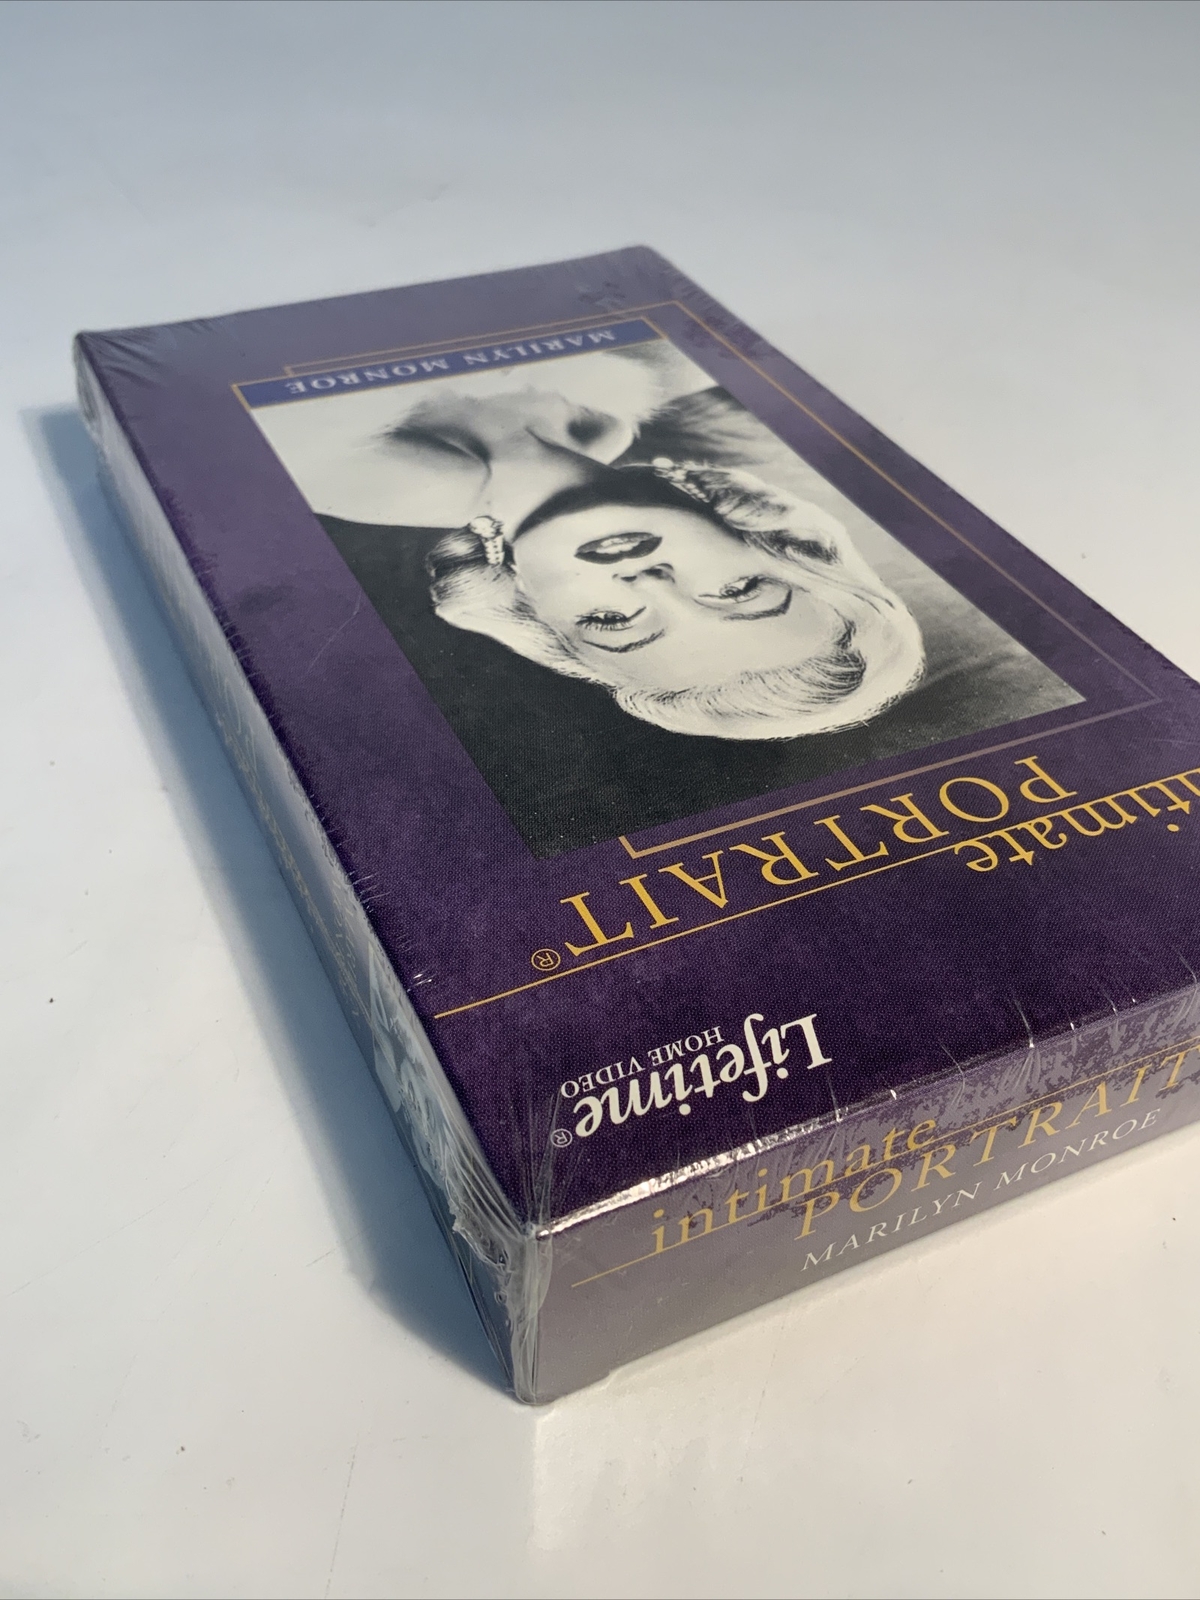 Lifetime®
HOME VIDEO
intimate
PORTRAIT®
MARILYN MONROE
intimate
PORTRAIT
MARILYN MONROE